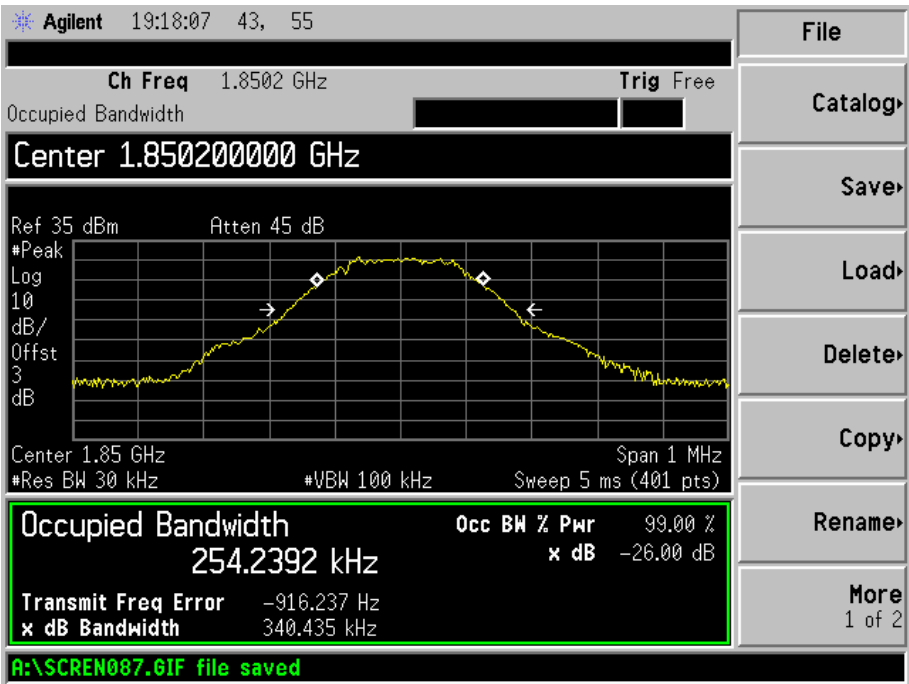 Agilent 19:18:07 43, 55
File
Ch Freq 1.8502 GHz Trig Free
Occupied Bandwidth
Catalog
Center 1.850200000 GHz
Save
Ref 35 dBm Atten 45 dB
#Peak
Log
10
dB/
Offst
3
dB
Load
Delete
Copy
Center 1.85 GHz Span 1 MHz
#Res BW 30 kHz #VBW 100 kHz Sweep 5 ms (401 pts)
Occupied Bandwidth Occ BW % Pwr 99.00 %
254.2392 kHz x dB -26.00 dB
Rename
Transmit Freq Error -916.237 Hz
x dB Bandwidth 340.435 kHz
More
1 of 2
A:\SCREN087.GIF file saved